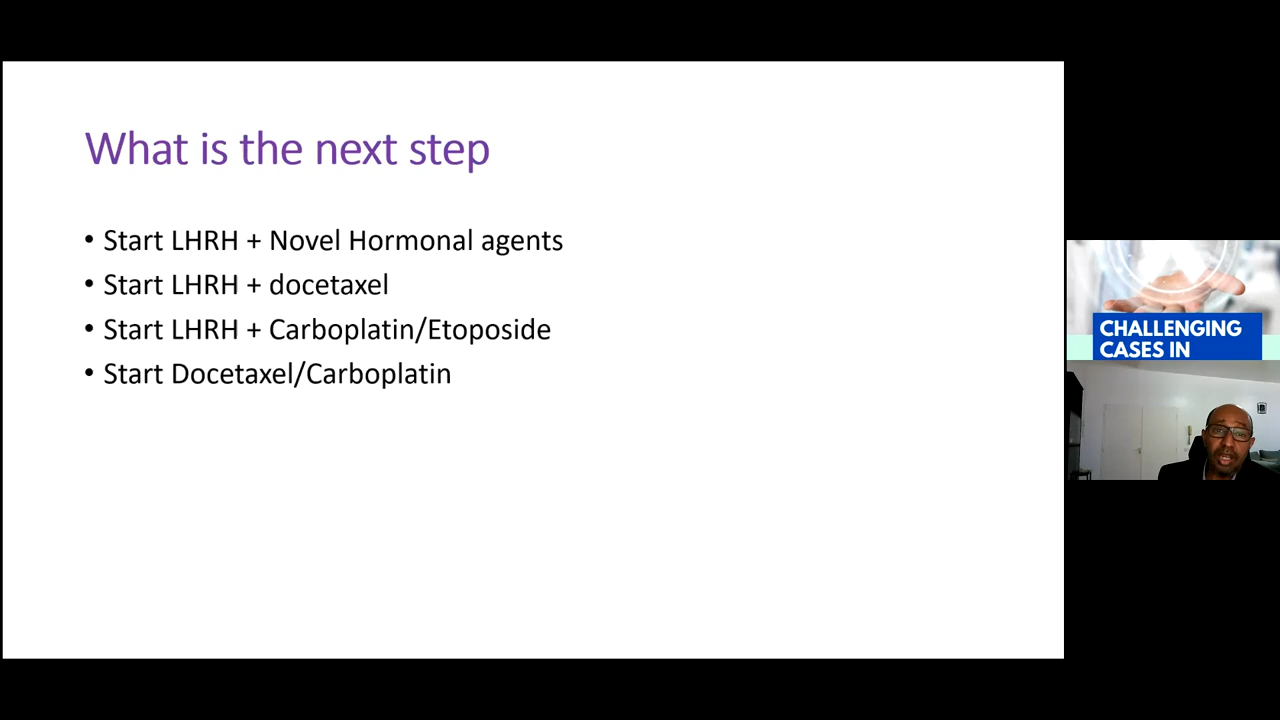 What is the next step
• Start LHRH + Novel Hormonal agents
• Start LHRH + docetaxel
• Start LHRH + Carboplatin/Etoposide
• Start Docetaxel/Carboplatin
CHALLENGING
CASES IN